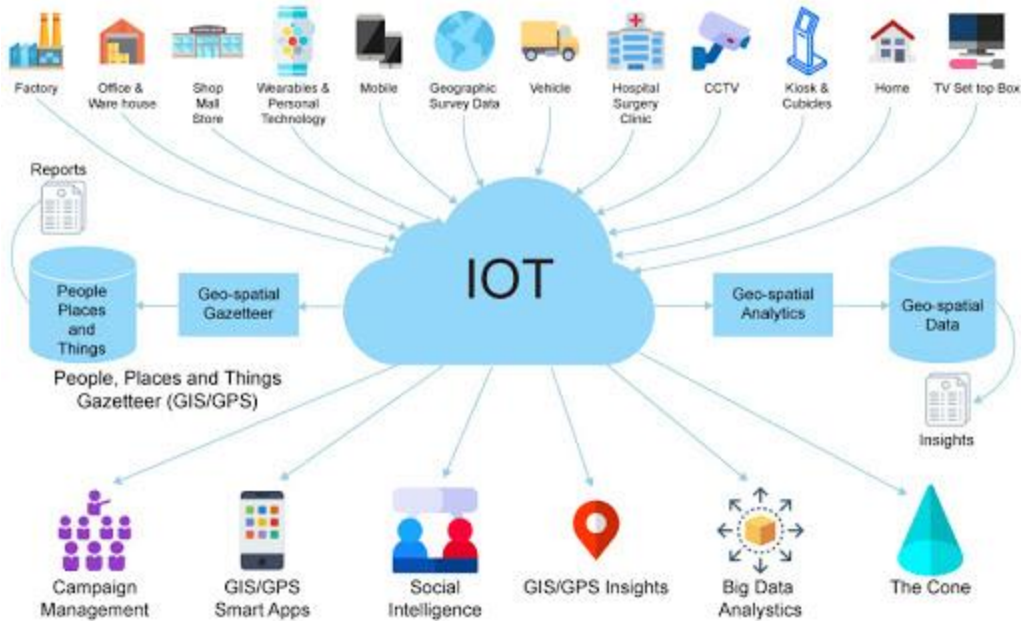 Factory
Office &
Ware house
Shop
Mall
Store
Wearables &
Personal
Technology
Mobile
Geographic
Survey Data
Vehicle
Hospital
Surgery
Clinic
CCTV
Kiosk &
Cubicles
Home
TV Set top Box
Reports
IOT
People
Places
and
Things
Geo-spatial
Gazetteer
Geo-spatial
Analytics
Geo-spatial
Data
People, Places and Things
Gazetteer (GIS/GPS)
Insights
Campaign
Management
GIS/GPS
Smart Apps
Social
Intelligence
GIS/GPS Insights
Big Data
Analystics
The Cone